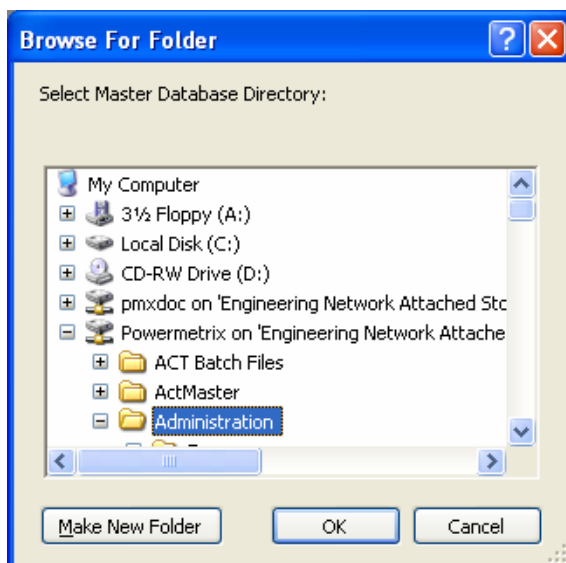 Browse For Folder
Select Master Database Directory:
My Computer
3½ Floppy (A:)
Local Disk (C:)
CD-RW Drive (D:)
pmxdoc on 'Engineering Network Attached Sto
Powermetrix on 'Engineering Network Attache
ACT Batch Files
ActMaster
Administration
Make New Folder OK Cancel